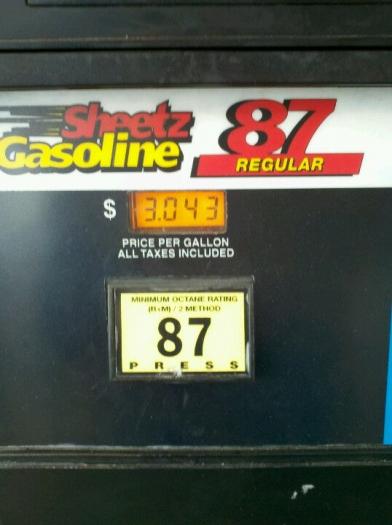 Sheetz
Gasoline
87
REGULAR
$ 3.043
PRICE PER GALLON
ALL TAXES INCLUDED
MINIMUM OCTANE RATING
(R+M) / 2 METHOD
87
PRESS